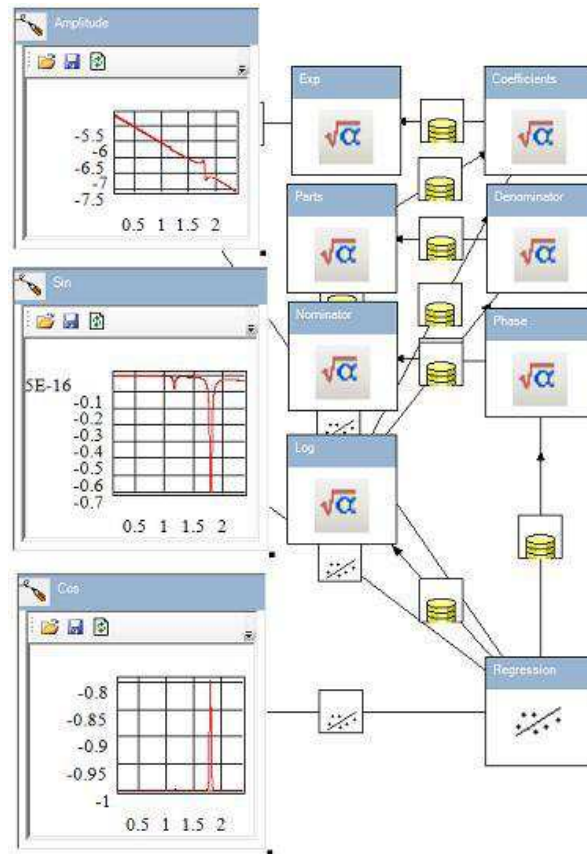 Amplitude
-5.5
-6
-6.5
-7
-7.5
0.5 1 1.5 2
Exp
√α
Coefficients
√α
Parts
√α
Denominator
√α
Sin
5E-16
-0.1
-0.2
-0.3
-0.4
-0.5
-0.6
-0.7
0.5 1 1.5 2
Nominator
√α
Phase
√α
Log
√α
Cos
-0.8
-0.85
-0.9
-0.95
-1
0.5 1 1.5 2
Regression